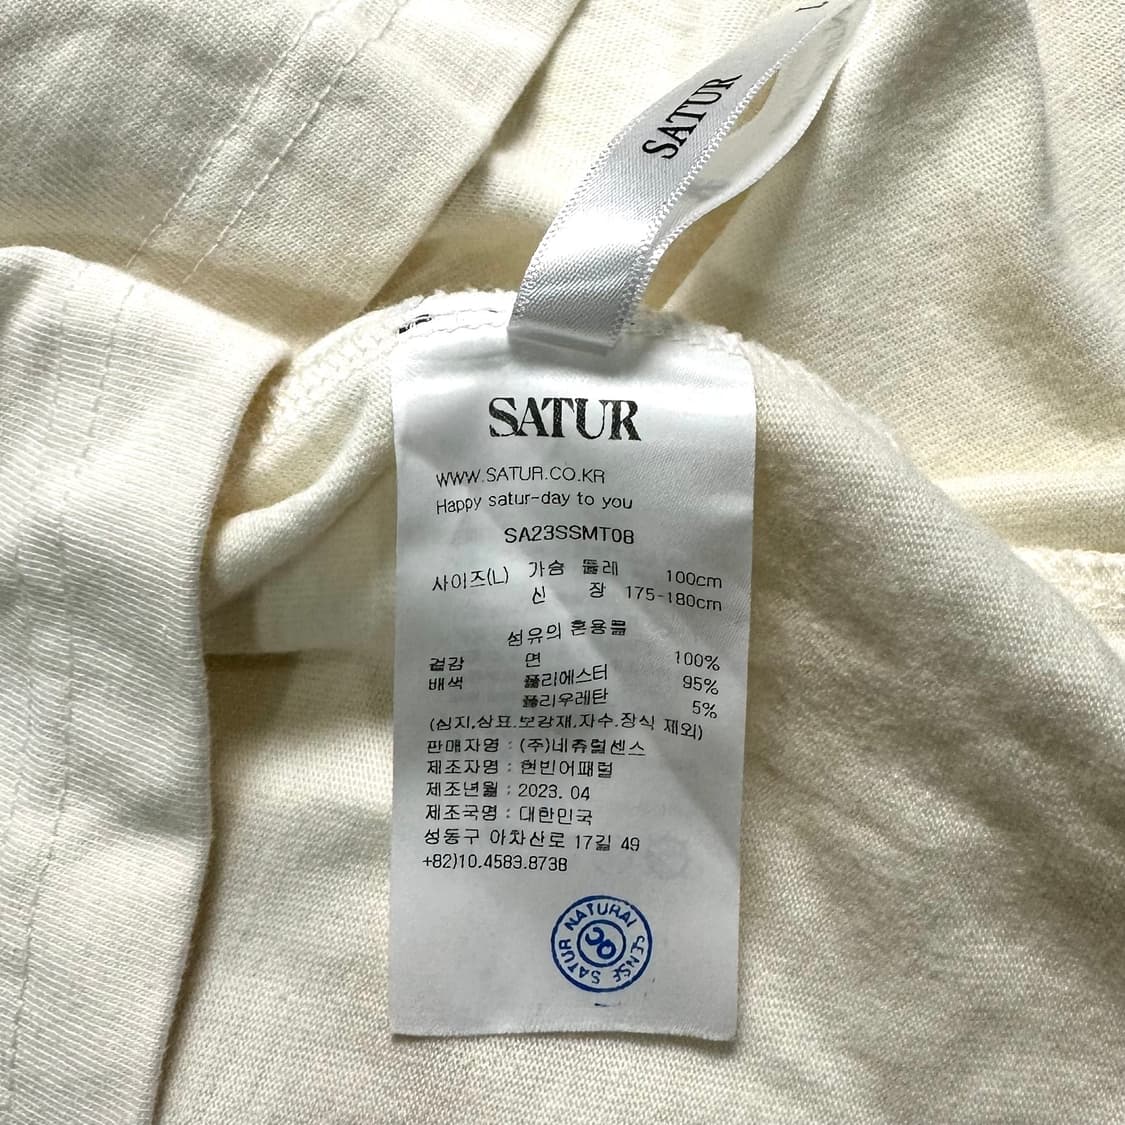 SATUR
SATUR
WWW.SATUR.CO.KR
Happy satur-day to you
SA23SSMT08
사이즈(L) 가슴 둘레 100cm
신 장 175-180cm
섬유의 혼용률
겉감 면 100%
배색 폴리에스터 95%
폴리우레탄 5%
(심지,상표.보강재,자수.장식 제외)
판매자명 : (주)네츄럴센스
제조자명 : 현빈어패럴
제조년월 : 2023. 04
제조국명 : 대한민국
성동구 아차산로 17길 49
+82)10.4589.8738
NATURAL SENSE SATUR